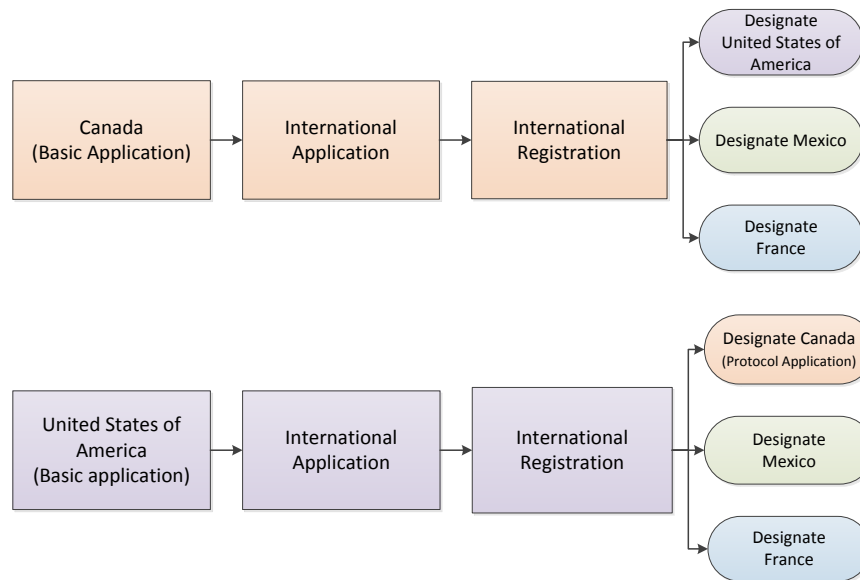 Canada
(Basic Application)
International
Application
International
Registration
Designate
United States of
America
Designate Mexico
Designate
France
United States of
America
(Basic application)
International
Application
International
Registration
Designate Canada
(Protocol Application)
Designate
Mexico
Designate
France